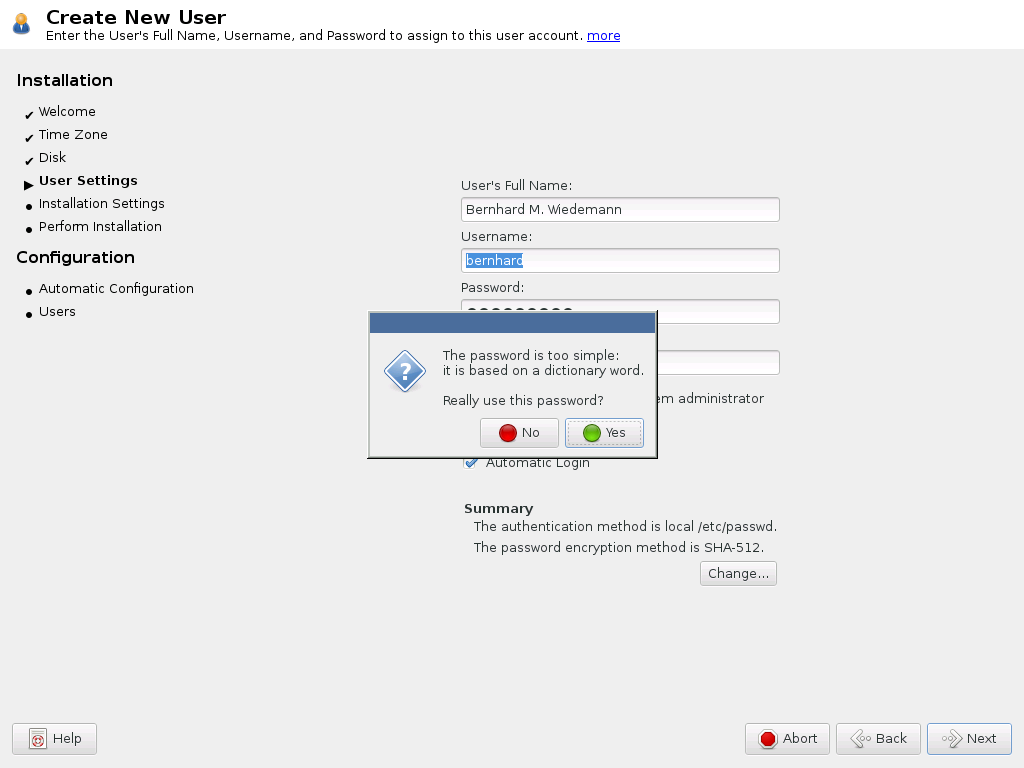 Create New User
Enter the User's Full Name, Username, and Password to assign to this user account. more
Installation
Welcome
Time Zone
Disk
User Settings
Installation Settings
Perform Installation
Configuration
Automatic Configuration
Users
User's Full Name:
Bernhard M. Wiedemann
Username:
bernhard
Password:
The password is too simple:
it is based on a dictionary word.
Really use this password?
No
Yes
administrator
Automatic Login
Summary
The authentication method is local /etc/passwd.
The password encryption method is SHA-512.
Change...
Help
Abort
Back
Next